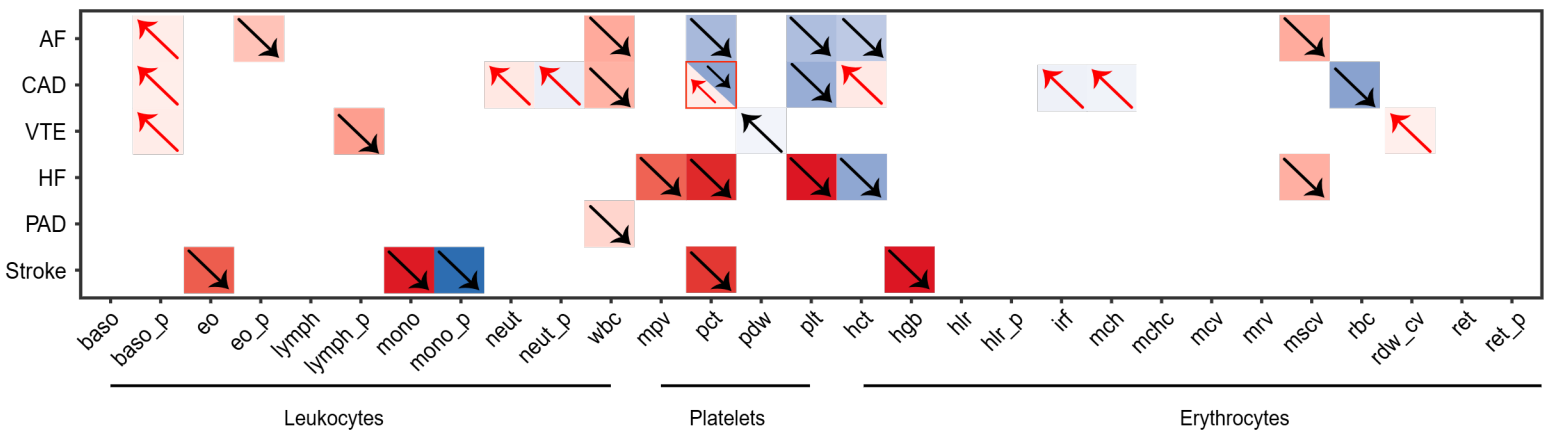 AF
CAD
VTE
HF
PAD
Stroke
baso
baso_p
eo
eo_p
lymph
lymph_p
mono
mono_p
neut
neut_p
wbc
mpv
pct
pdw
plt
hct
hgb
hlr
hlr_p
irf
mch
mchc
mcv
mrv
mscv
rbc
rdw_cv
ret
ret_p
Leukocytes
Platelets
Erythrocytes